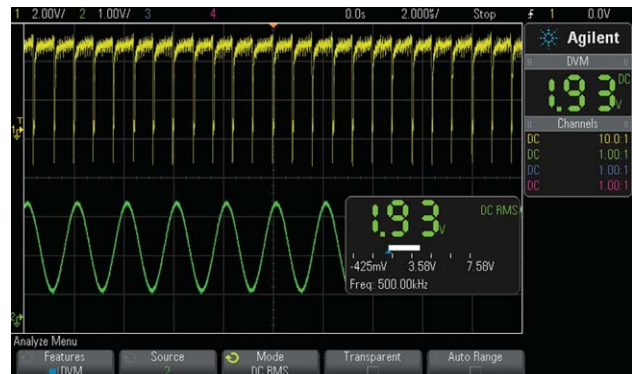 1 2.00V/ 2 1.00V/ 3 4 0.0s 2.000µ/ Stop 1 0.0V
Agilent
DVM
1.93 DC
V
Channels
DC 10.0:1
DC 1.00:1
DC 1.00:1
DC 1.00:1
T
1
1.93 V DC RMS
-425mV 3.58V 7.58V
Freq: 500.00kHz
2
Analyze Menu
Features Source Mode Transparent Auto Range
DVM 2 DC RMS